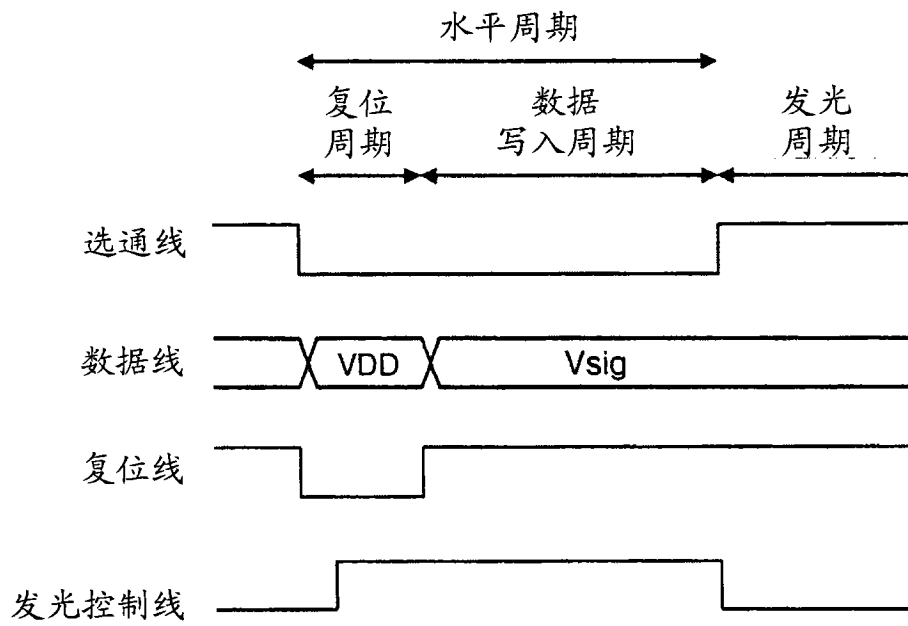 水平周期
复位
周期
数据
写入周期
发光
周期
选通线
数据线
VDD
Vsig
复位线
发光控制线